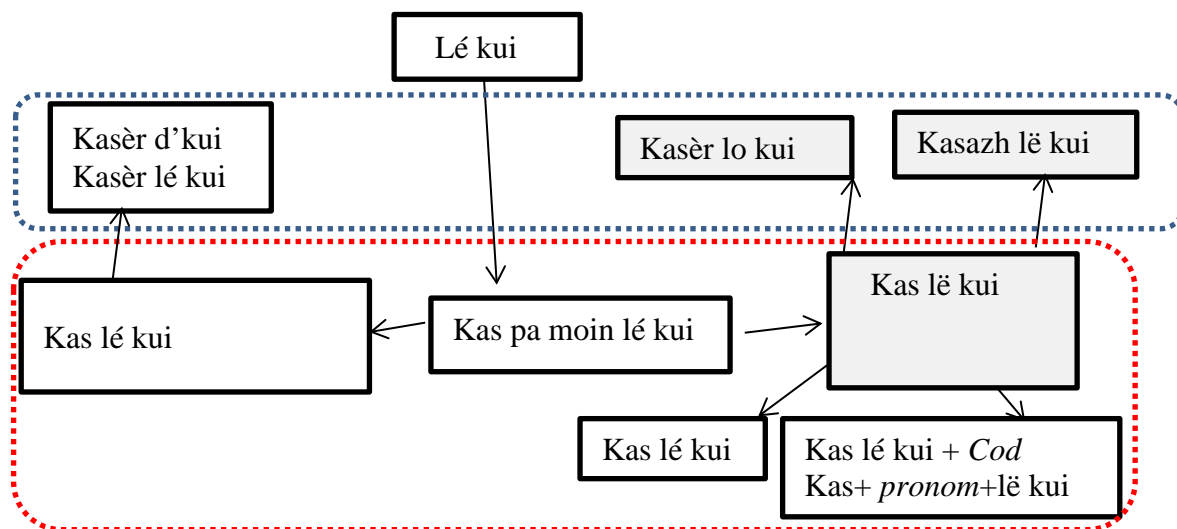 Lé kui
Kasèr d’kui
Kasèr lé kui
Kasèr lo kui
Kasazh lë kui
Kas lé kui
Kas pa moin lé kui
Kas lë kui
Kas lé kui
Kas lé kui + Cod
Kas+ pronom+lë kui